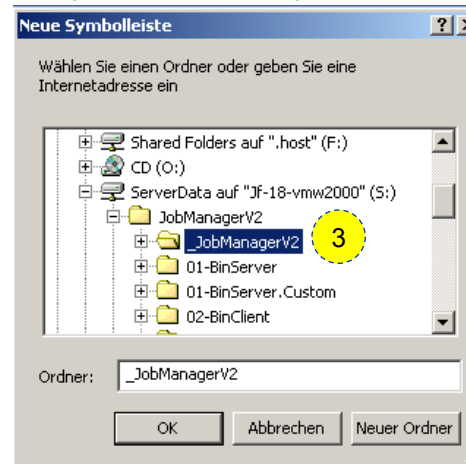 Neue Symbolleiste
Wählen Sie einen Ordner oder geben Sie eine
Internetadresse ein
Shared Folders auf ".host" (F:)
CD (O:)
ServerData auf "Jf-18-vmw2000" (S:)
JobManagerV2
_JobManagerV2 3
01-BinServer
01-BinServer.Custom
02-BinClient
Ordner: _JobManagerV2
OK Abbrechen Neuer Ordner